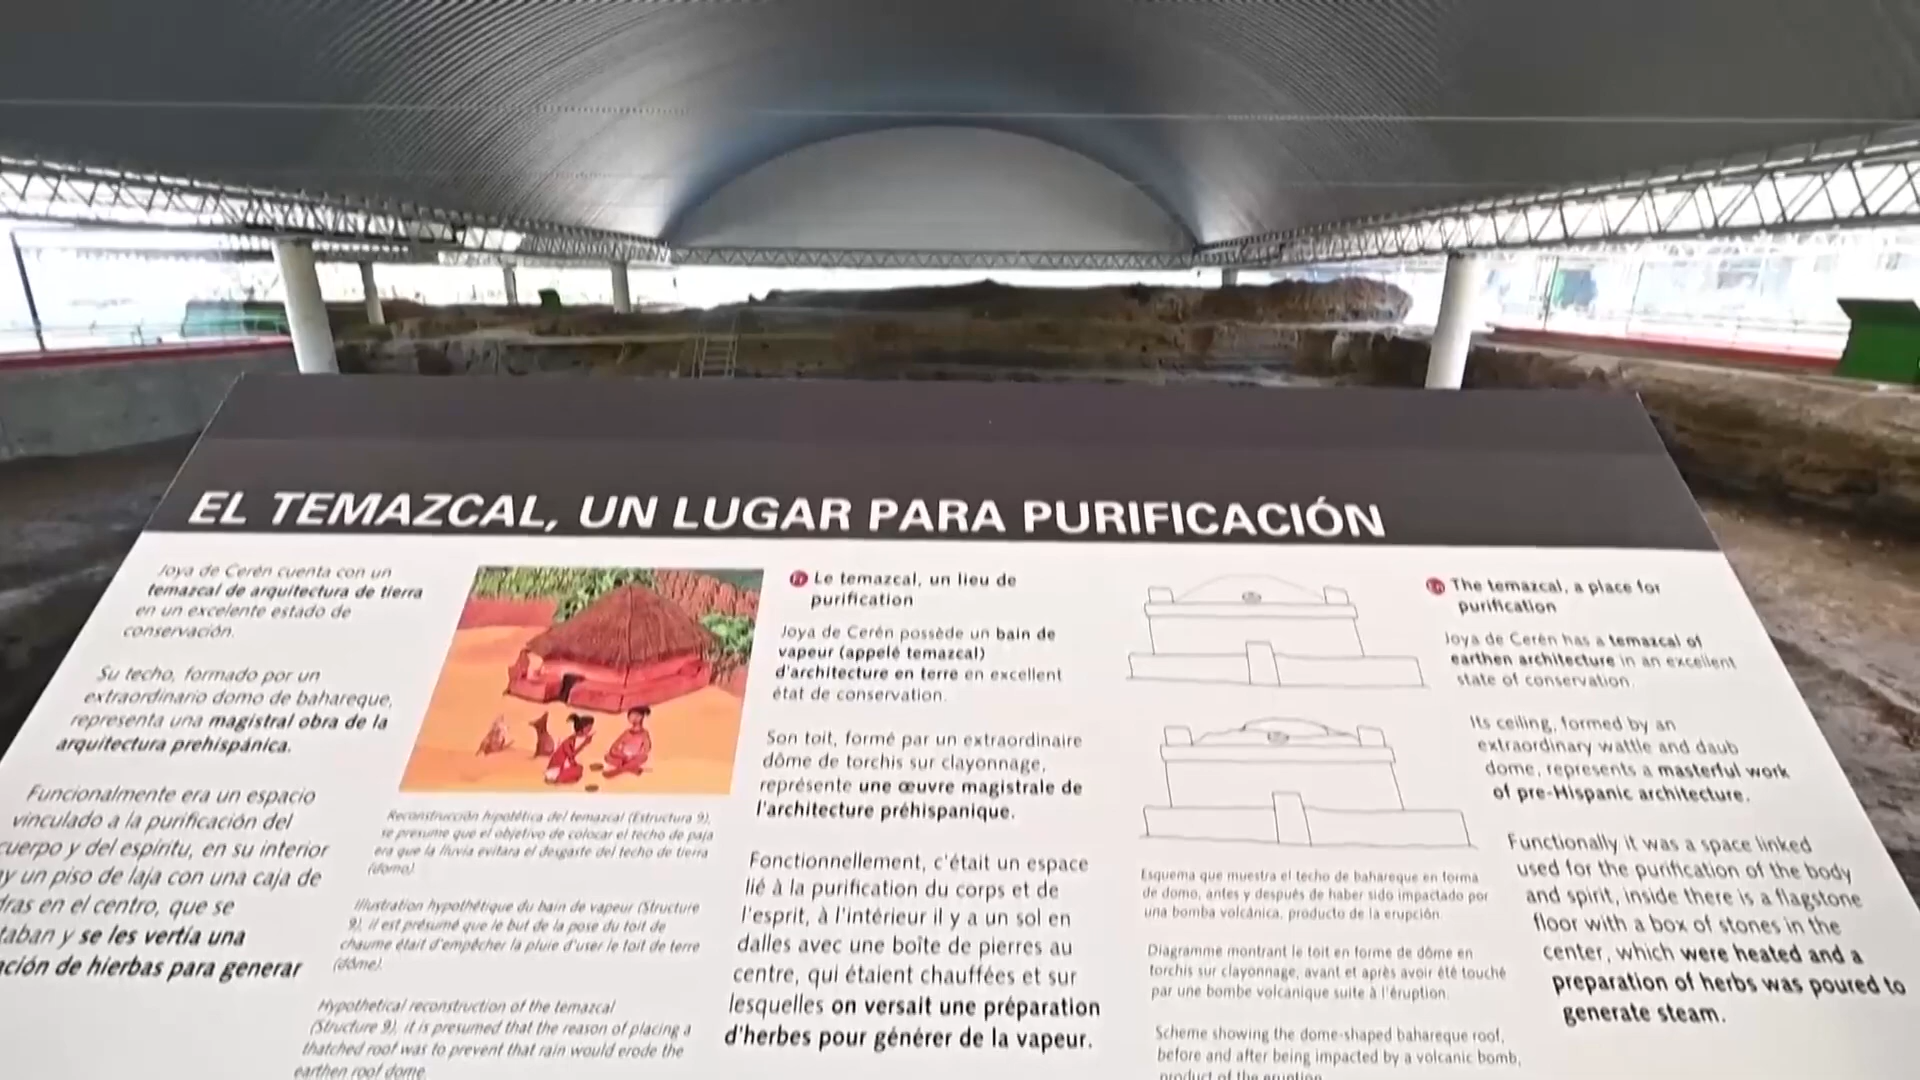 EL TEMAZCAL, UN LUGAR PARA PURIFICACIÓN
Joya de Cerén cuenta con un
temazcal de arquitectura de tierra
en un excelente estado de
conservación.
Su techo, formado por un
extraordinario domo de bahareque,
representa una magistral obra de la
arquitectura prehispánica.
Funcionalmente era un espacio
vinculado a la purificación del
cuerpo y del espíritu, en su interior
y un piso de laja con una caja de
dras en el centro, que se
taban y se les vertía una
ación de hierbas para generar
Reconstrucción hipotética del temazcal (Estructura 9),
se presume que el objetivo de colocar el techo de paja
era que la lluvia evitara el desgaste del techo de tierra
(domo).
Illustration hypothétique du bain de vapeur (Structure
9), il est présumé que le but de la pose du toit de
chaume était d'empêcher la pluie d'user le toit de terre
(dôme).
Hypothetical reconstruction of the temazcal
(Structure 9), it is presumed that the reason of placing a
thatched roof was to prevent that rain would erode the
earthen roof dome.
Le temazcal, un lieu de
purification
Joya de Cerén possède un bain de
vapeur (appelé temazcal)
d'architecture en terre en excellent
état de conservation.
Son toit, formé par un extraordinaire
dôme de torchis sur clayonnage,
représente une œuvre magistrale de
l'architecture préhispanique.
Fonctionnellement, c'était un espace
lié à la purification du corps et de
l'esprit, à l'intérieur il y a un sol en
dalles avec une boîte de pierres au
centre, qui étaient chauffées et sur
lesquelles on versait une préparation
d'herbes pour générer de la vapeur.
Esquema que muestra el techo de bahareque en forma
de domo, antes y después de haber sido impactado por
una bomba volcánica, producto de la erupción.
Diagramme montrant le toit en forme de dôme en
torchis sur clayonnage, avant et après avoir été touché
par une bombe volcanique suite à l'éruption.
Scheme showing the dome-shaped bahareque roof,
before and after being impacted by a volcanic bomb,
product of the eruption.
The temazcal, a place for
purification
Joya de Cerén has a temazcal of
earthen architecture in an excellent
state of conservation.
Its ceiling, formed by an
extraordinary wattle and daub
dome, represents a masterful work
of pre-Hispanic architecture.
Functionally it was a space linked
used for the purification of the body
and spirit, inside there is a flagstone
floor with a box of stones in the
center, which were heated and a
preparation of herbs was poured to
generate steam.